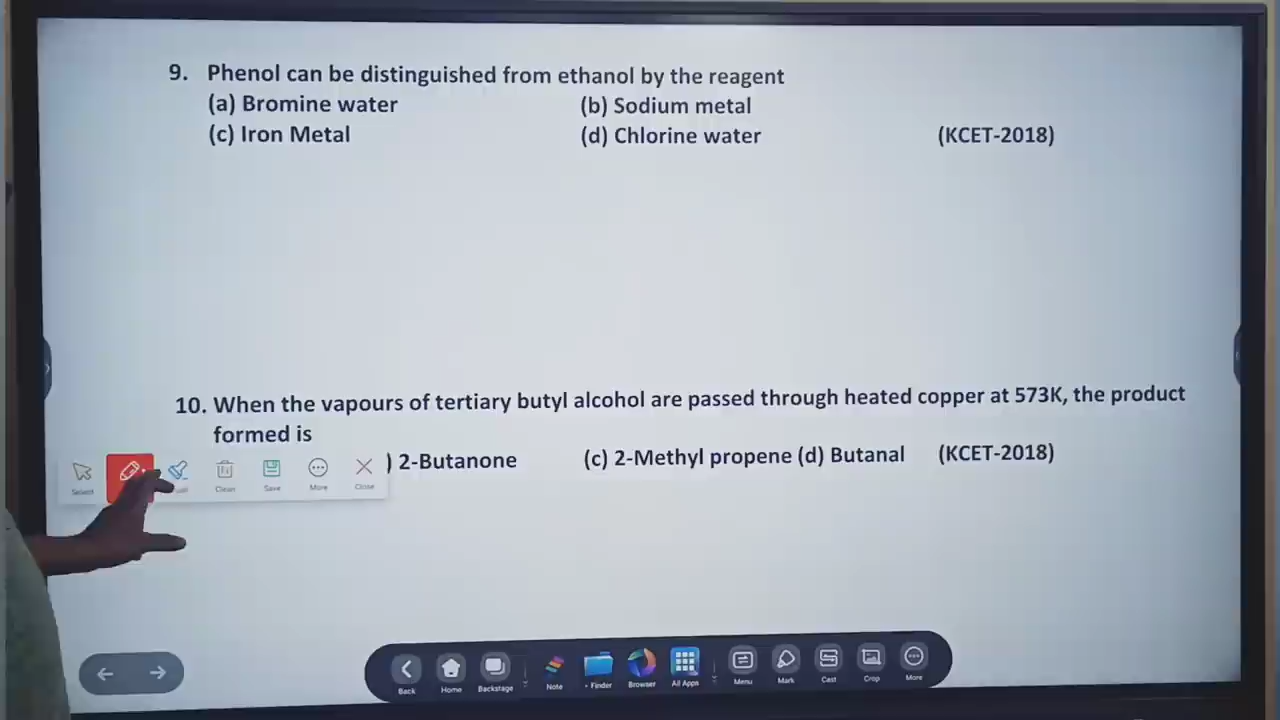 9. Phenol can be distinguished from ethanol by the reagent
(a) Bromine water (b) Sodium metal
(c) Iron Metal (d) Chlorine water (KCET-2018)
10. When the vapours of tertiary butyl alcohol are passed through heated copper at 573K, the product
formed is
) 2-Butanone (c) 2-Methyl propene (d) Butanal (KCET-2018)
Select Clean Save More Close
Back Home Backstage Note Finder Browser All Apps Menu Mark Cast Crop More